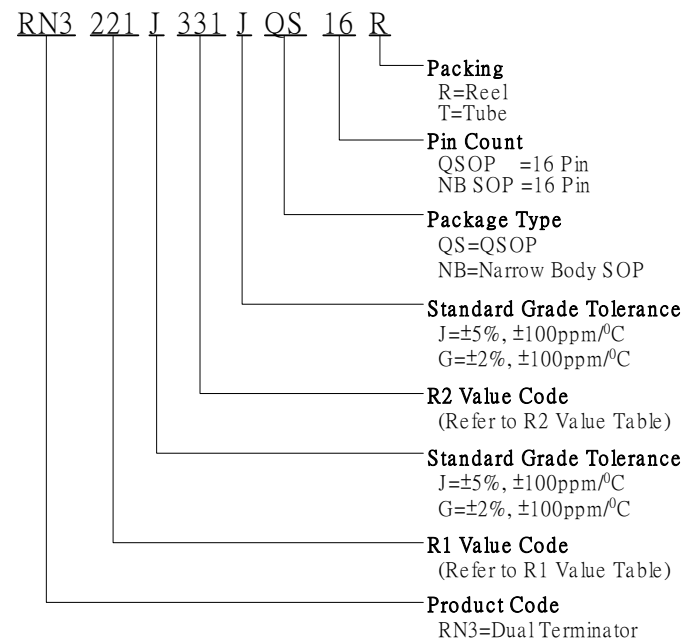 RN3 221 J 331 J QS 16 R
Packing
R=Reel
T=Tube
Pin Count
QSOP =16 Pin
NB SOP =16 Pin
Package Type
QS=QSOP
NB=Narrow Body SOP
Standard Grade Tolerance
J=±5%, ±100ppm/⁰C
G=±2%, ±100ppm/⁰C
R2 Value Code
(Refer to R2 Value Table)
Standard Grade Tolerance
J=±5%, ±100ppm/⁰C
G=±2%, ±100ppm/⁰C
R1 Value Code
(Refer to R1 Value Table)
Product Code
RN3=Dual Terminator